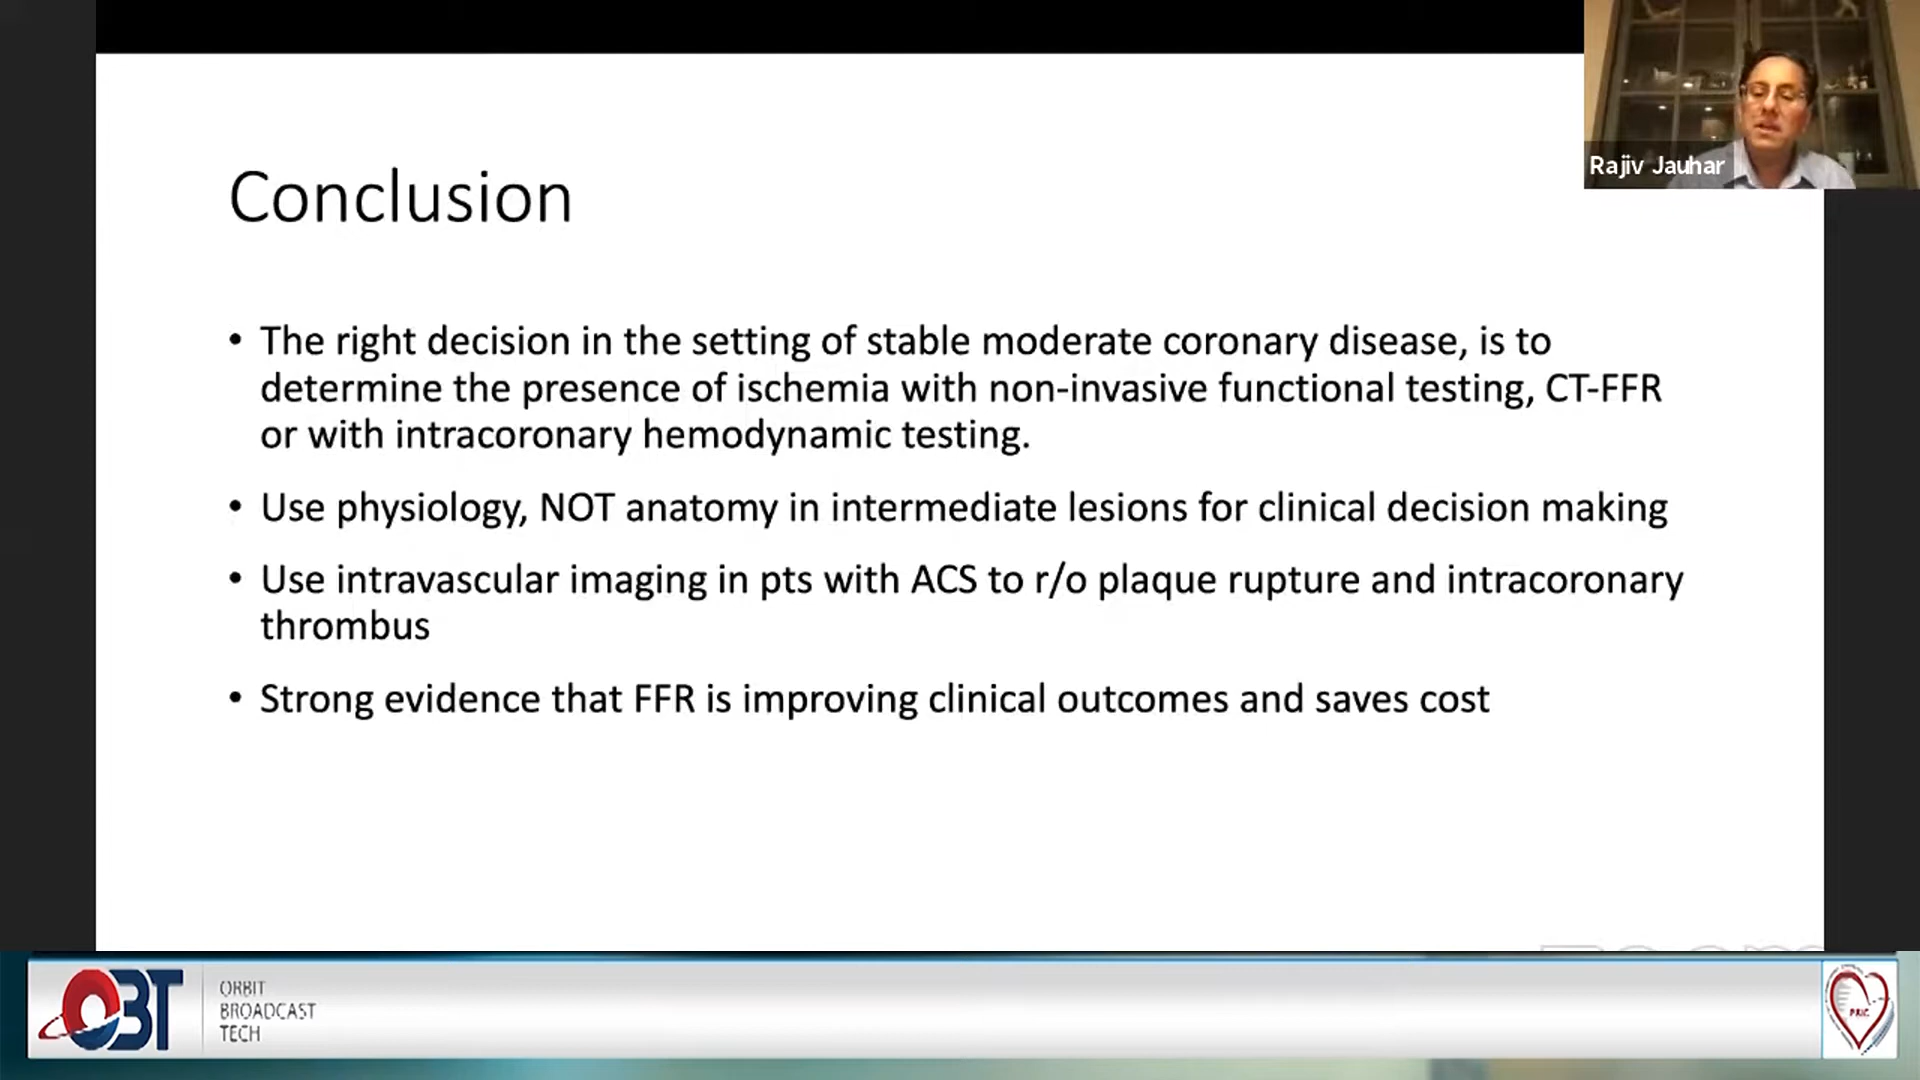 Rajiv Jauhar
Conclusion
• The right decision in the setting of stable moderate coronary disease, is to
determine the presence of ischemia with non-invasive functional testing, CT-FFR
or with intracoronary hemodynamic testing.
• Use physiology, NOT anatomy in intermediate lesions for clinical decision making
• Use intravascular imaging in pts with ACS to r/o plaque rupture and intracoronary
thrombus
• Strong evidence that FFR is improving clinical outcomes and saves cost
zoom
OBT
ORBIT
BROADCAST
TECH
PRIC